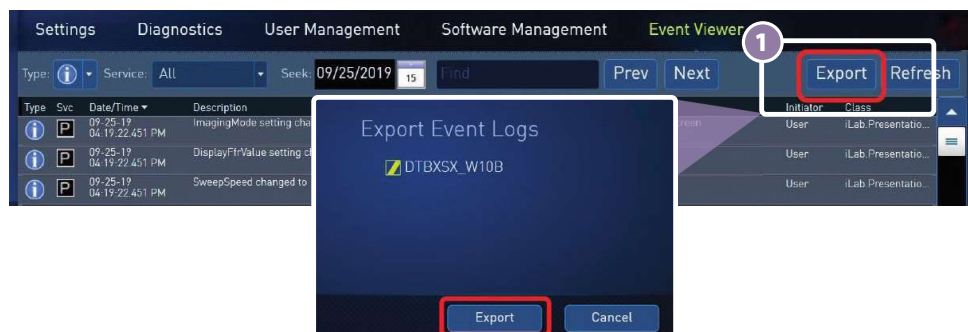 Settings Diagnostics User Management Software Management Event Viewer
1
Type: Service: All Seek: 09/25/2019 15 Find Prev Next Export Refresh
Type Svc Date/Time Description Initiator Class
P 09-25-19 04:19:22.451 PM ImagingMode setting cha reen User iLab.Presentatio...
P 09-25-19 04:19:22.451 PM DisplayFfrValue setting c User iLab.Presentatio...
P 09-25-19 04:19:22.451 PM SweepSpeed changed to User iLab.Presentatio...
Export Event Logs
DTBXSX_W10B
Export Cancel